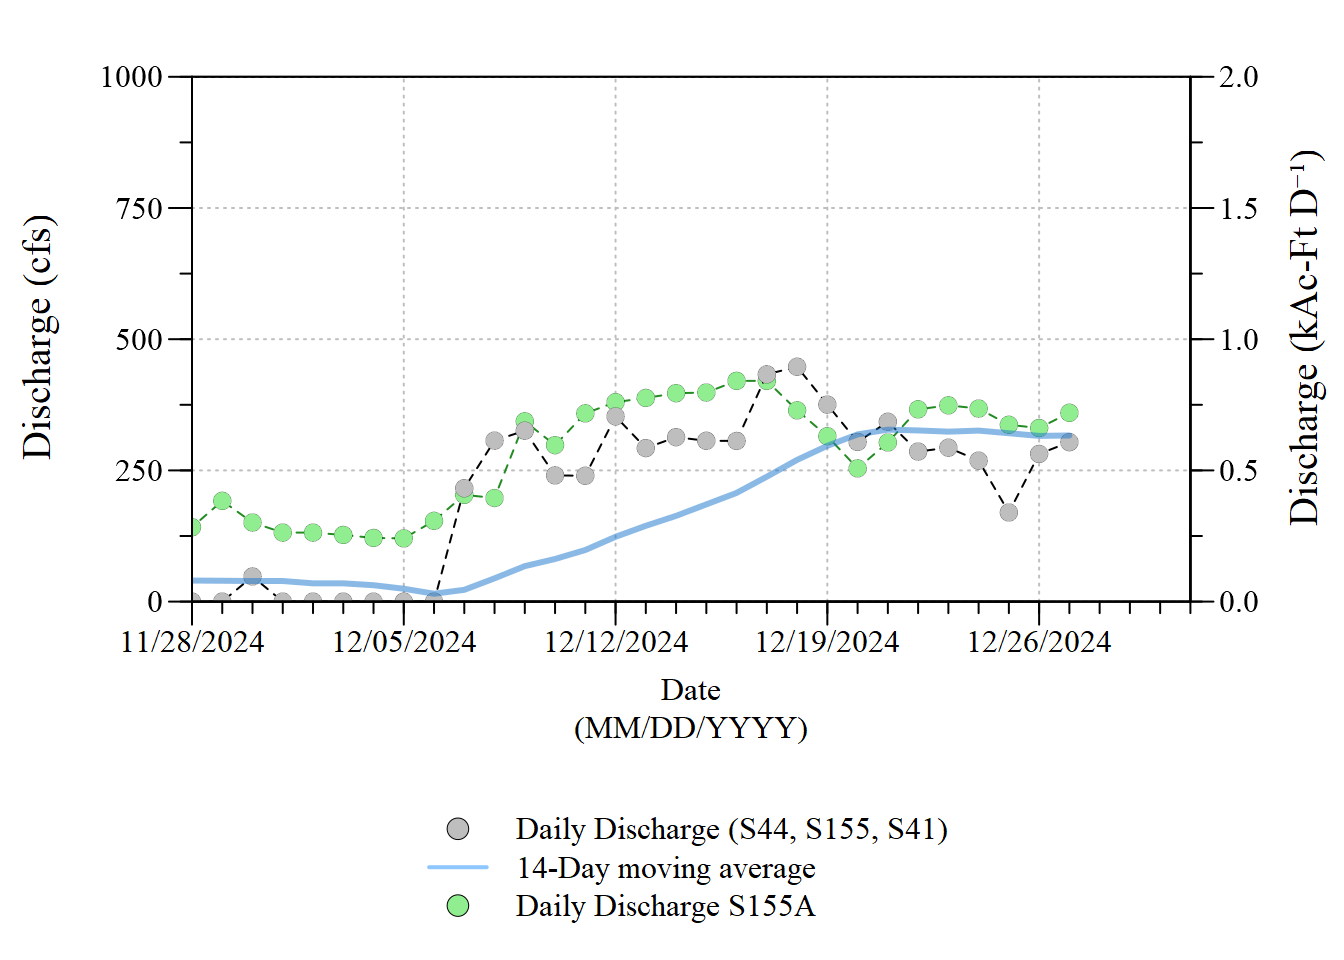 1000
750
500
250
0
Discharge (cfs)
2.0
1.5
1.0
0.5
0.0
Discharge (kAc-Ft D⁻¹)
11/28/2024 12/05/2024 12/12/2024 12/19/2024 12/26/2024
Date
(MM/DD/YYYY)
Daily Discharge (S44, S155, S41)
14-Day moving average
Daily Discharge S155A